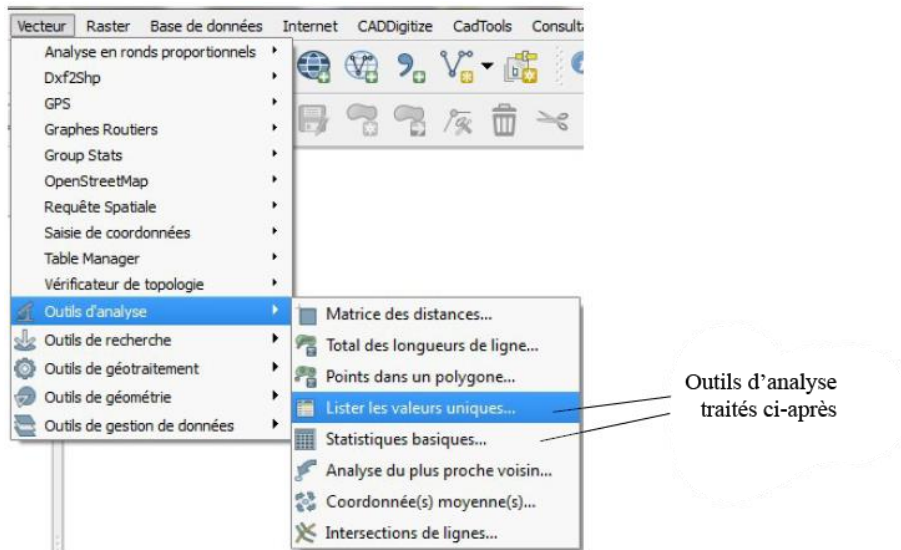 Vecteur Raster Base de données Internet CADDigitize CadTools Consult
Analyse en ronds proportionnels
Dxf2Shp
GPS
Graphes Routiers
Group Stats
OpenStreetMap
Requête Spatiale
Saisie de coordonnées
Table Manager
Vérificateur de topologie
Outils d'analyse
Outils de recherche
Outils de géotraitement
Outils de géométrie
Outils de gestion de données
Matrice des distances...
Total des longueurs de ligne...
Points dans un polygone...
Lister les valeurs uniques...
Statistiques basiques...
Analyse du plus proche voisin...
Coordonnée(s) moyenne(s)...
Intersections de lignes...
Outils d'analyse
traités ci-après